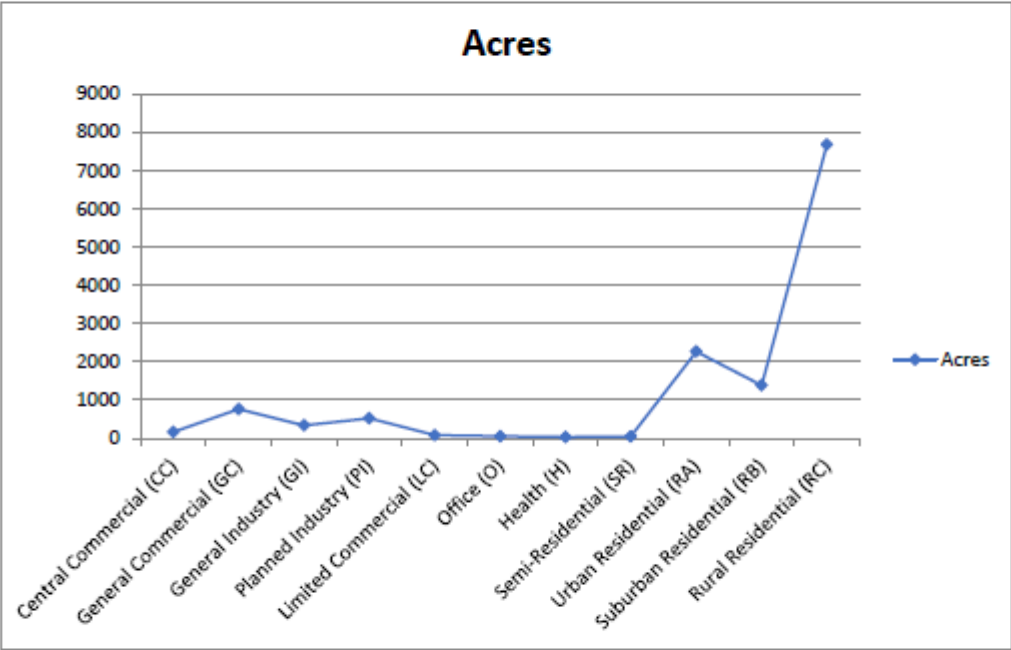 Acres
9000
8000
7000
6000
5000
4000
3000
2000
1000
0
Acres
Central Commercial (CC)
General Commercial (GC)
General Industry (GI)
Planned Industry (PI)
Limited Commercial (LC)
Office (O)
Health (H)
Semi-Residential (SR)
Urban Residential (RA)
Suburban Residential (RB)
Rural Residential (RC)